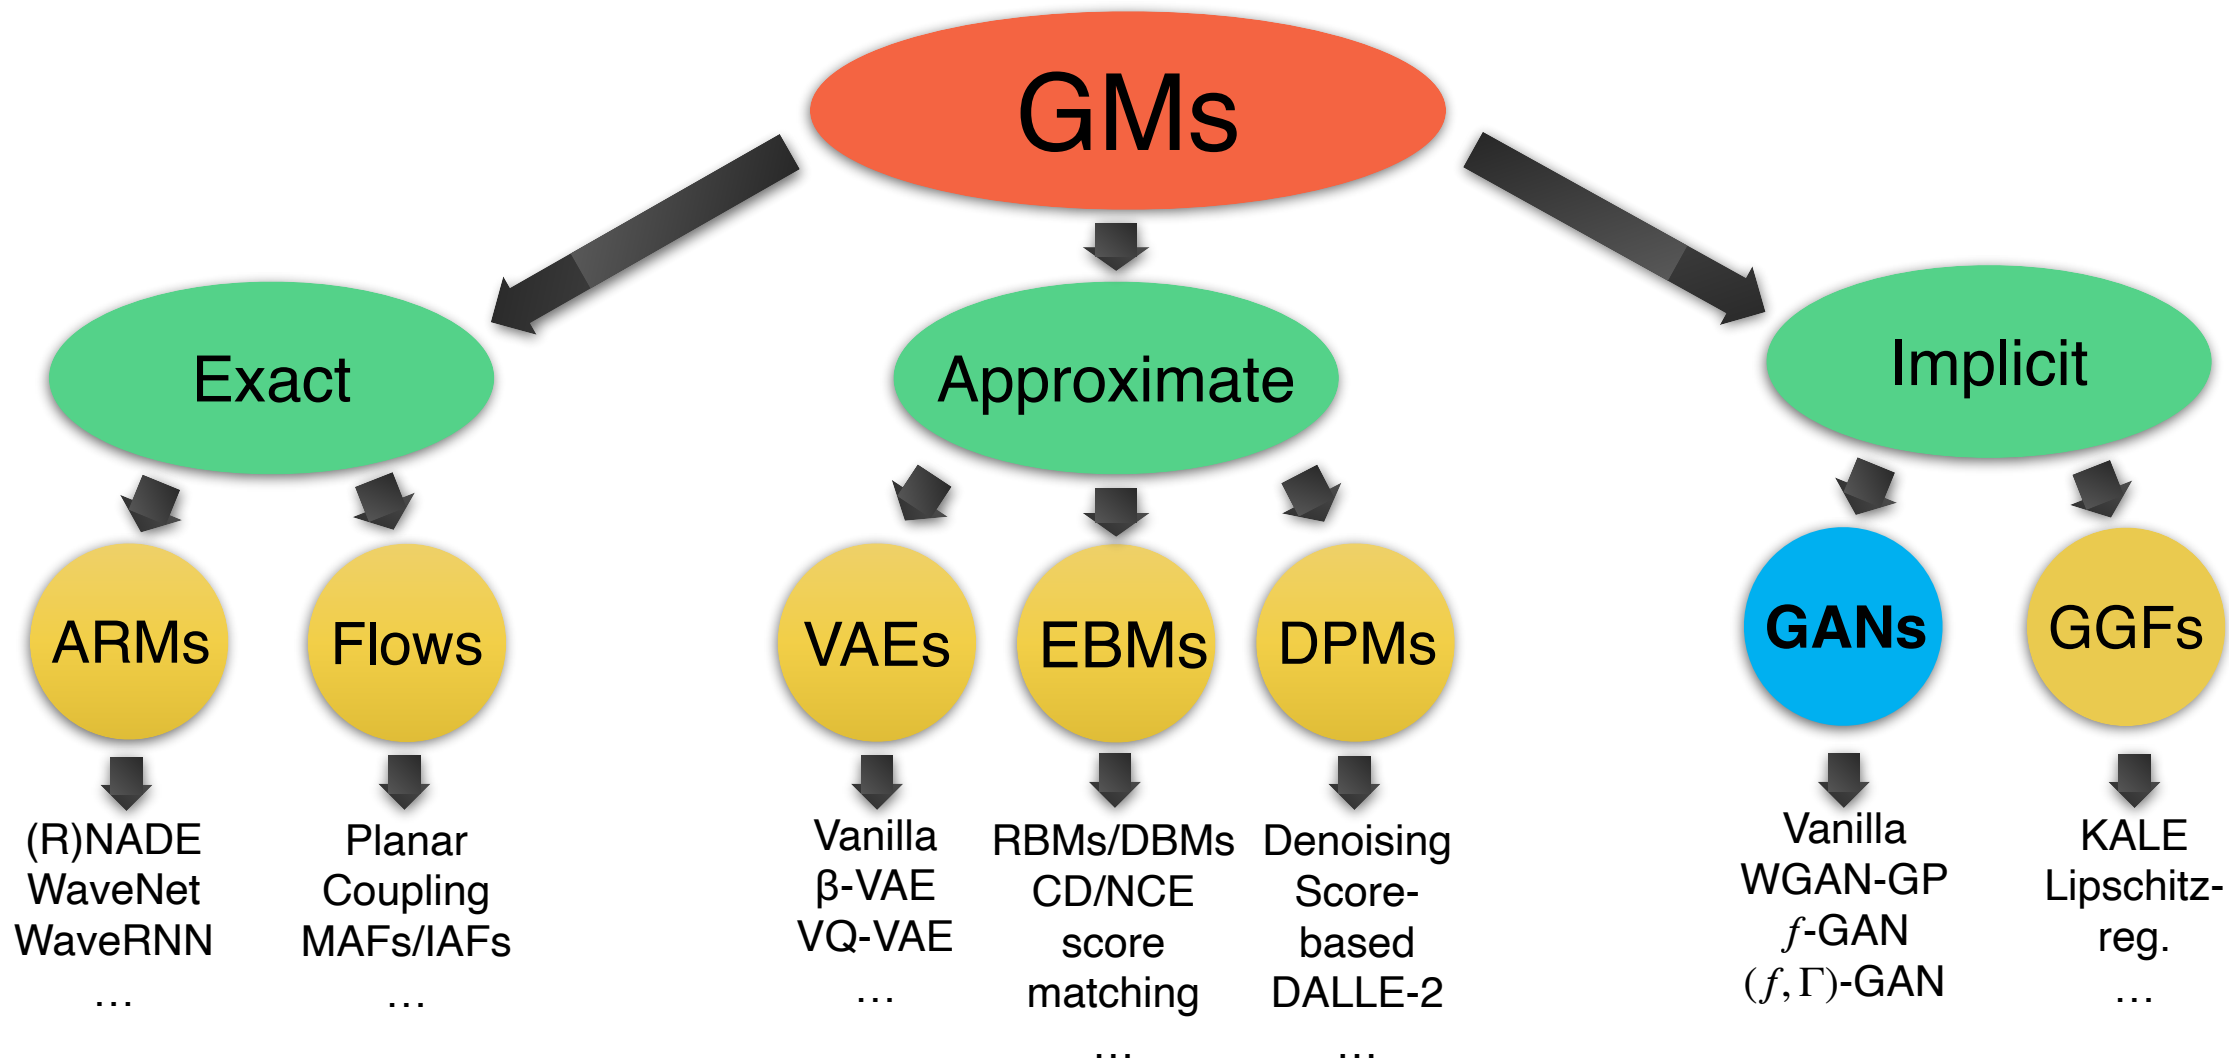 GMs
Exact
Approximate
Implicit
ARMs
Flows
VAEs
EBMs
DPMs
GANs
GGFs
(R)NADE
WaveNet
WaveRNN
...
Planar
Coupling
MAFs/IAFs
...
Vanilla
β-VAE
VQ-VAE
...
RBMs/DBMs
CD/NCE
score
matching
...
Denoising
Score-
based
DALLE-2
...
Vanilla
WGAN-GP
f-GAN
(f, Γ)-GAN
KALE
Lipschitz-
reg.
...